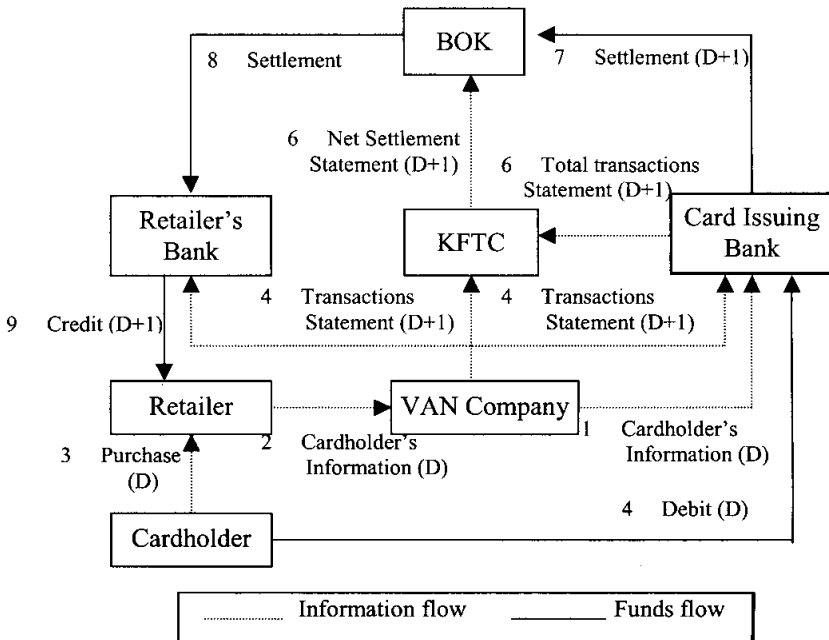 BOK
8 Settlement
7 Settlement (D+1)
6 Net Settlement
Statement (D+1)
6 Total transactions
Statement (D+1)
Retailer's
Bank
KFTC
Card Issuing
Bank
4 Transactions
Statement (D+1)
4 Transactions
Statement (D+1)
9 Credit (D+1)
Retailer
VAN Company
2 Cardholder's
Information (D)
1 Cardholder's
Information (D)
3 Purchase
(D)
4 Debit (D)
Cardholder
Information flow
Funds flow